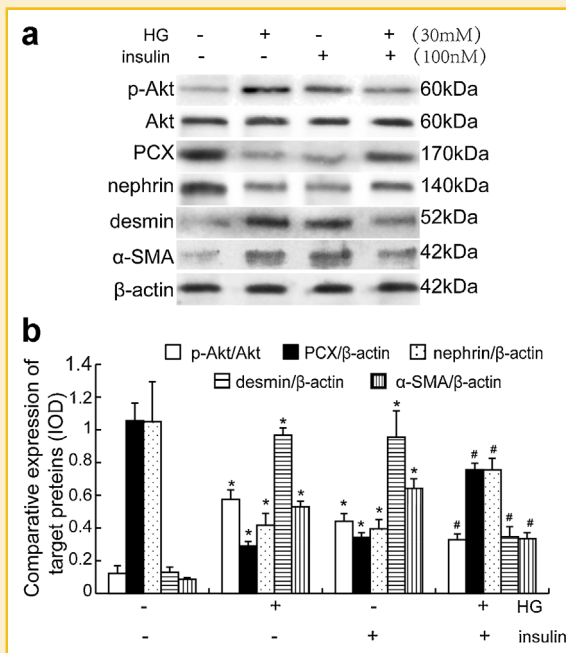 a
HG - + - + (30mM)
insulin - - + + (100nM)
p-Akt 60kDa
Akt 60kDa
PCX 170kDa
nephrin 140kDa
desmin 52kDa
α-SMA 42kDa
β-actin 42kDa
b
p-Akt/Akt PCX/β-actin nephrin/β-actin
desmin/β-actin α-SMA/β-actin
Comparative expression of
target preteins (IOD)
1.4
1.2
1
0.8
0.6
0.4
0.2
0
* * * * *
* * * * *
# # # # #
- + - + HG
- - + + insulin